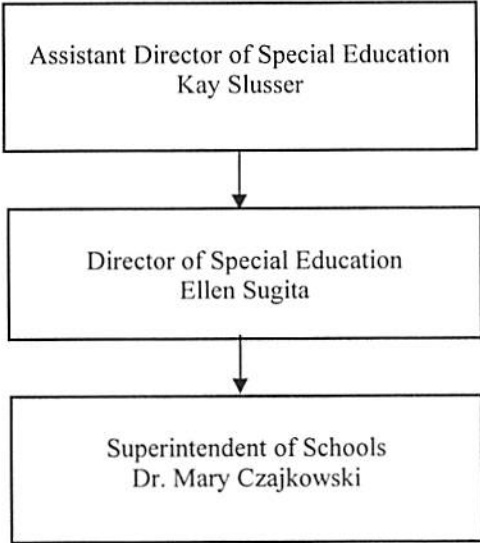 Assistant Director of Special Education
Kay Slusser
Director of Special Education
Ellen Sugita
Superintendent of Schools
Dr. Mary Czajkowski